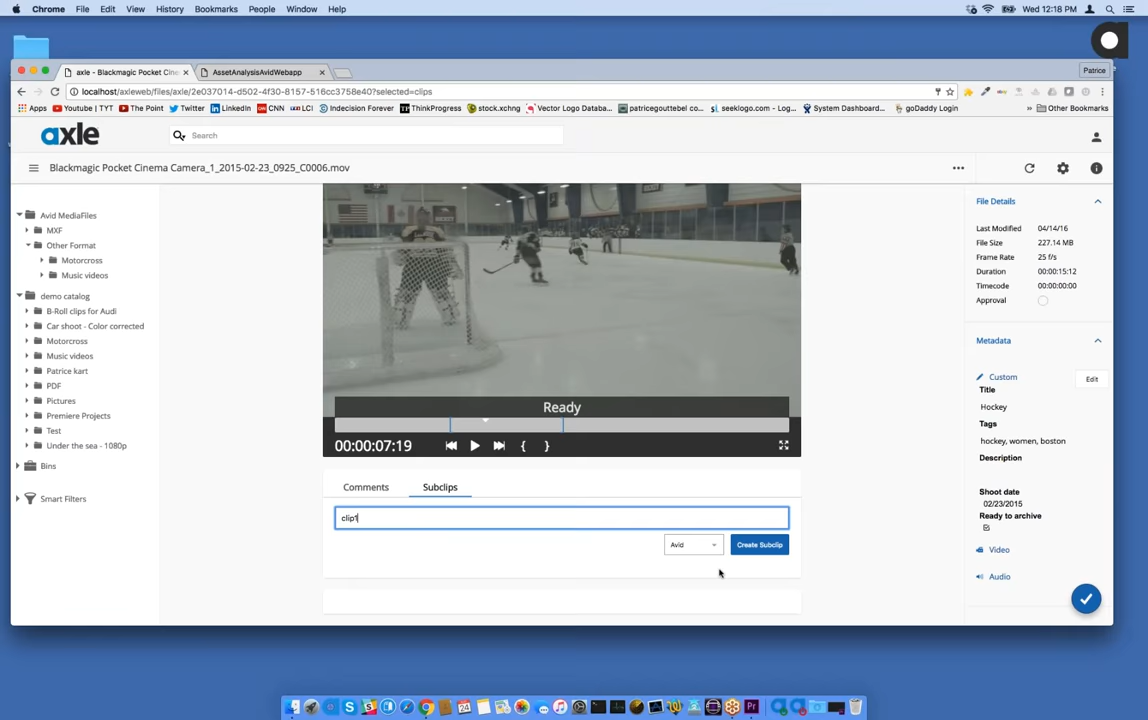 Chrome File Edit View History Bookmarks People Window Help Wed 12:18 PM
axle - Blackmagic Pocket Cine AssetAnalysisAvidWebapp Patrice
localhost/axleweb/files/axle/2e037014-d502-4f30-8157-516cc3758e40?selected=clips
Apps Youtube | TYT The Point Twitter LinkedIn CNN LCI Indecision Forever ThinkProgress stock.xchng Vector Logo Databa... patricegouttebel co... seeklogo.com - Log... System Dashboard... goDaddy Login » Other Bookmarks
axle Search
Blackmagic Pocket Cinema Camera_1_2015-02-23_0925_C0006.mov
Avid MediaFiles
MXF
Other Format
Motorcross
Music videos
demo catalog
B-Roll clips for Audi
Car shoot - Color corrected
Motorcross
Music videos
Patrice kart
PDF
Pictures
Premiere Projects
Test
Under the sea - 1080p
Bins
Smart Filters
Ready
00:00:07:19
Comments Subclips
clip1
Avid Create Subclip
File Details
Last Modified 04/14/16
File Size 227.14 MB
Frame Rate 25 f/s
Duration 00:00:15:12
Timecode 00:00:00:00
Approval
Metadata
Custom Edit
Title
Hockey
Tags
hockey, women, boston
Description
Shoot date
02/23/2015
Ready to archive
Video
Audio